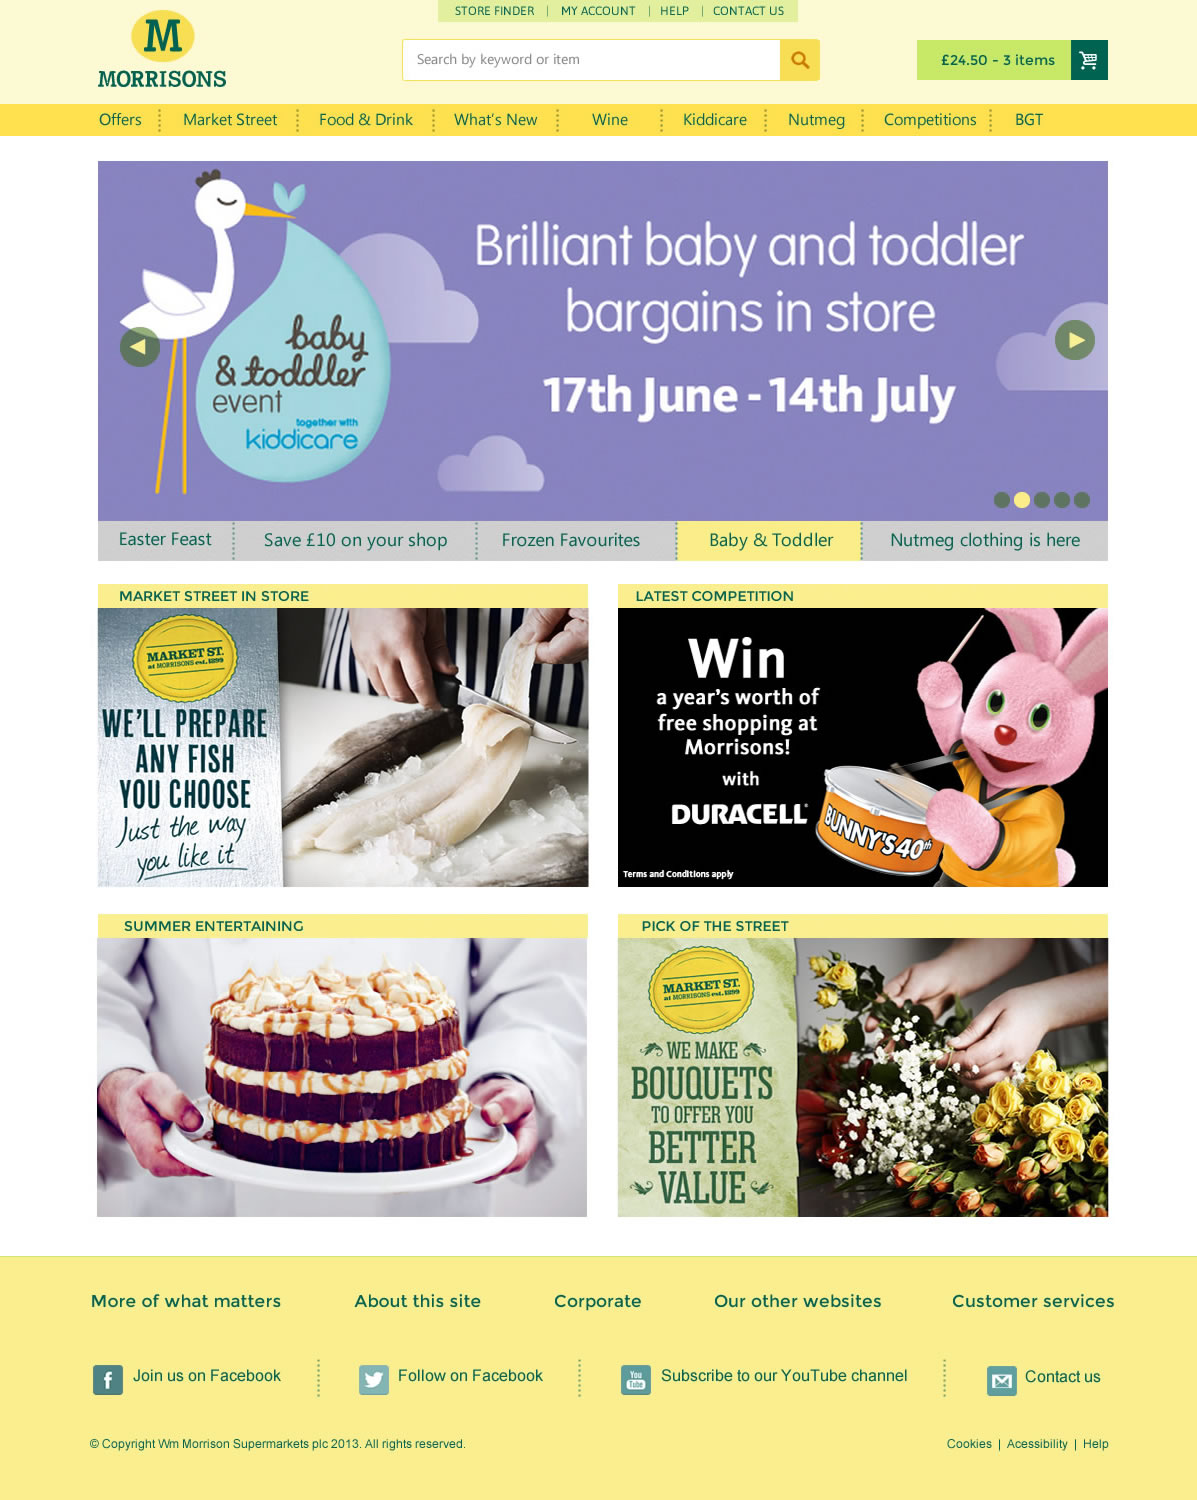 STORE FINDER | MY ACCOUNT | HELP | CONTACT US
M
MORRISONS
Search by keyword or item
£24.50 - 3 items
Offers Market Street Food & Drink What's New Wine Kiddicare Nutmeg Competitions BGT
Brilliant baby and toddler
bargains in store
17th June - 14th July
baby
& toddler
event
together with
kiddicare
Easter Feast Save £10 on your shop Frozen Favourites Baby & Toddler Nutmeg clothing is here
MARKET STREET IN STORE
MARKET ST.
at MORRISONS est. 1899
WE'LL PREPARE
ANY FISH
YOU CHOOSE
Just the way
you like it
LATEST COMPETITION
Win
a year's worth of
free shopping at
Morrisons!
with
DURACELL®
BUNNY'S 40th
Terms and Conditions apply
SUMMER ENTERTAINING
PICK OF THE STREET
MARKET ST.
at MORRISONS est. 1899
WE MAKE
BOUQUETS
TO OFFER YOU
BETTER
VALUE
More of what matters About this site Corporate Our other websites Customer services
f Join us on Facebook Follow on Facebook You Tube Subscribe to our YouTube channel M Contact us
© Copyright Wm Morrison Supermarkets plc 2013. All rights reserved. Cookies | Acessibility | Help